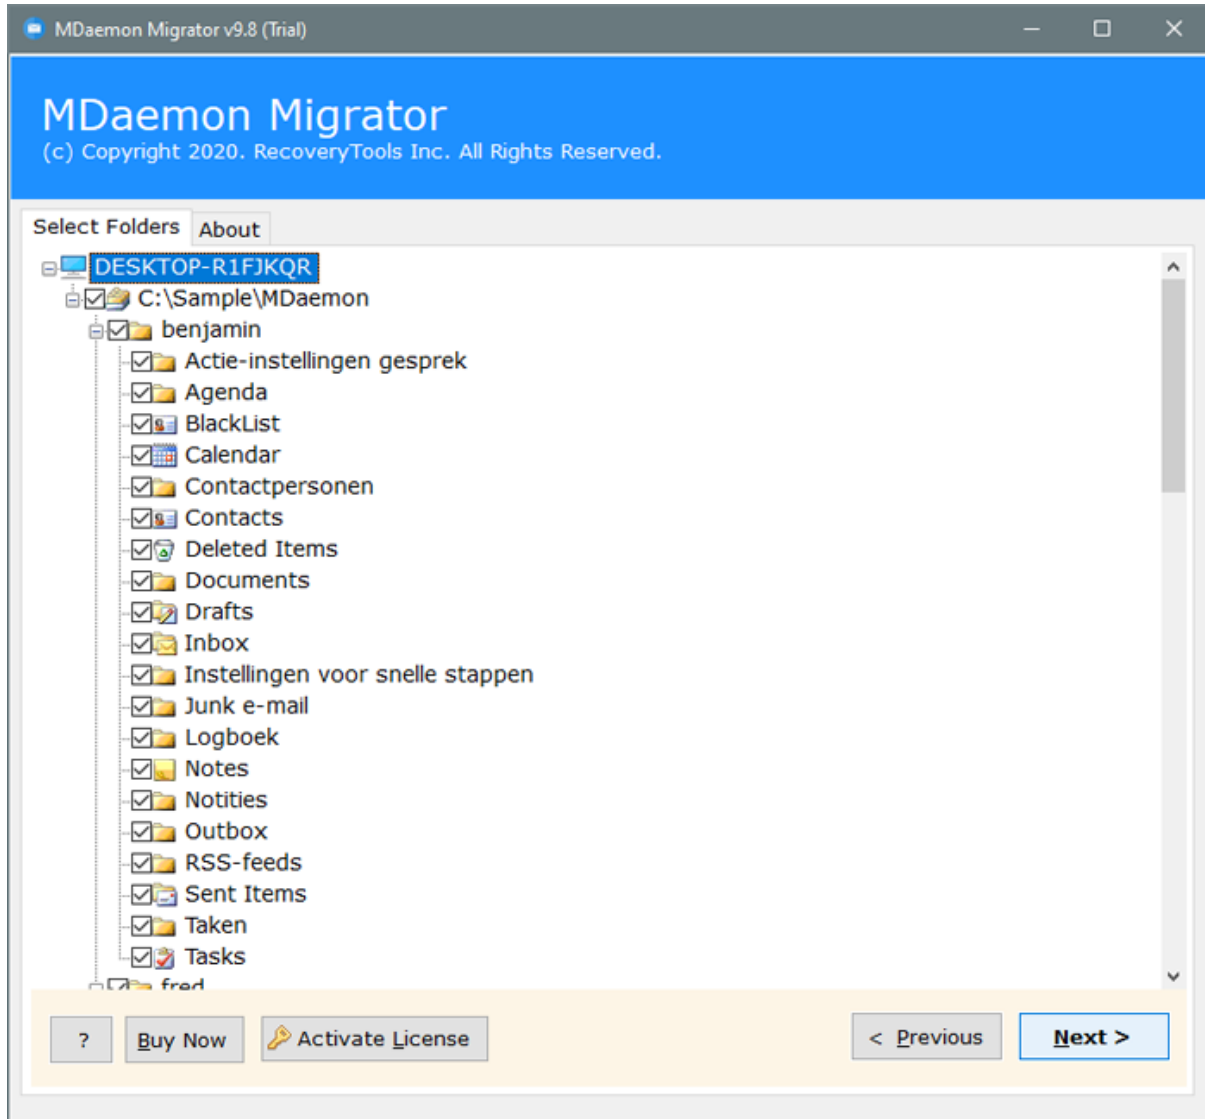 MDaemon Migrator v9.8 (Trial)
MDaemon Migrator
(c) Copyright 2020. RecoveryTools Inc. All Rights Reserved.
Select Folders About
DESKTOP-R1FJKQR
C:\Sample\MDaemon
benjamin
Actie-instellingen gesprek
Agenda
BlackList
Calendar
Contactpersonen
Contacts
Deleted Items
Documents
Drafts
Inbox
Instellingen voor snelle stappen
Junk e-mail
Logboek
Notes
Notities
Outbox
RSS-feeds
Sent Items
Taken
Tasks
fred
? Buy Now Activate License < Previous Next >